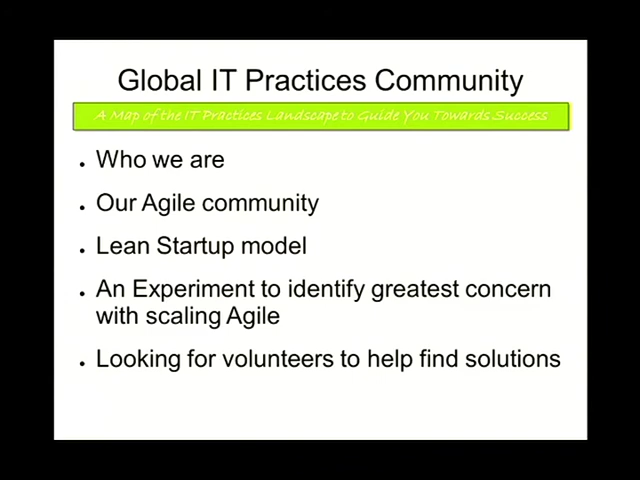 Global IT Practices Community
A Map of the IT Practices Landscape to Guide You Towards Success
• Who we are
• Our Agile community
• Lean Startup model
• An Experiment to identify greatest concern
with scaling Agile
• Looking for volunteers to help find solutions